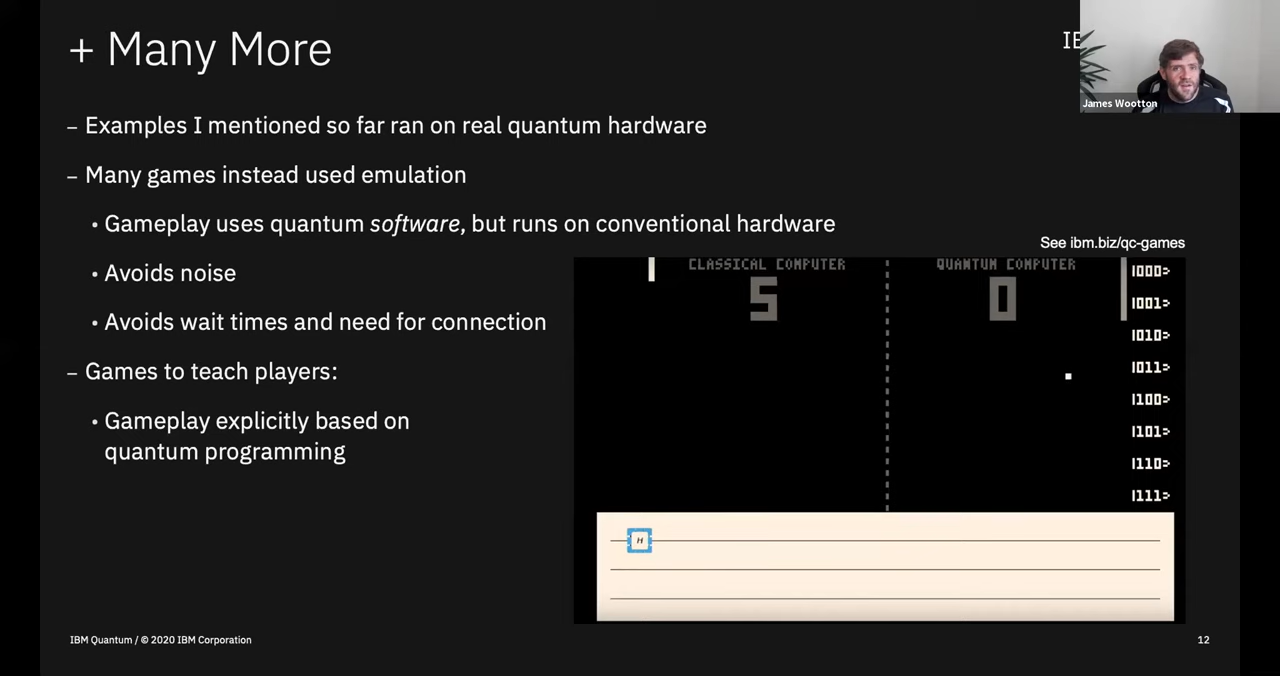 + Many More
IB
James Wootton
– Examples I mentioned so far ran on real quantum hardware
– Many games instead used emulation
• Gameplay uses quantum software, but runs on conventional hardware
See ibm.biz/qc-games
• Avoids noise
• Avoids wait times and need for connection
– Games to teach players:
• Gameplay explicitly based on
quantum programming
CLASSICAL COMPUTER
QUANTUM COMPUTER
5
0
|000>
|001>
|010>
|011>
|100>
|101>
|110>
|111>
H
IBM Quantum / © 2020 IBM Corporation
12